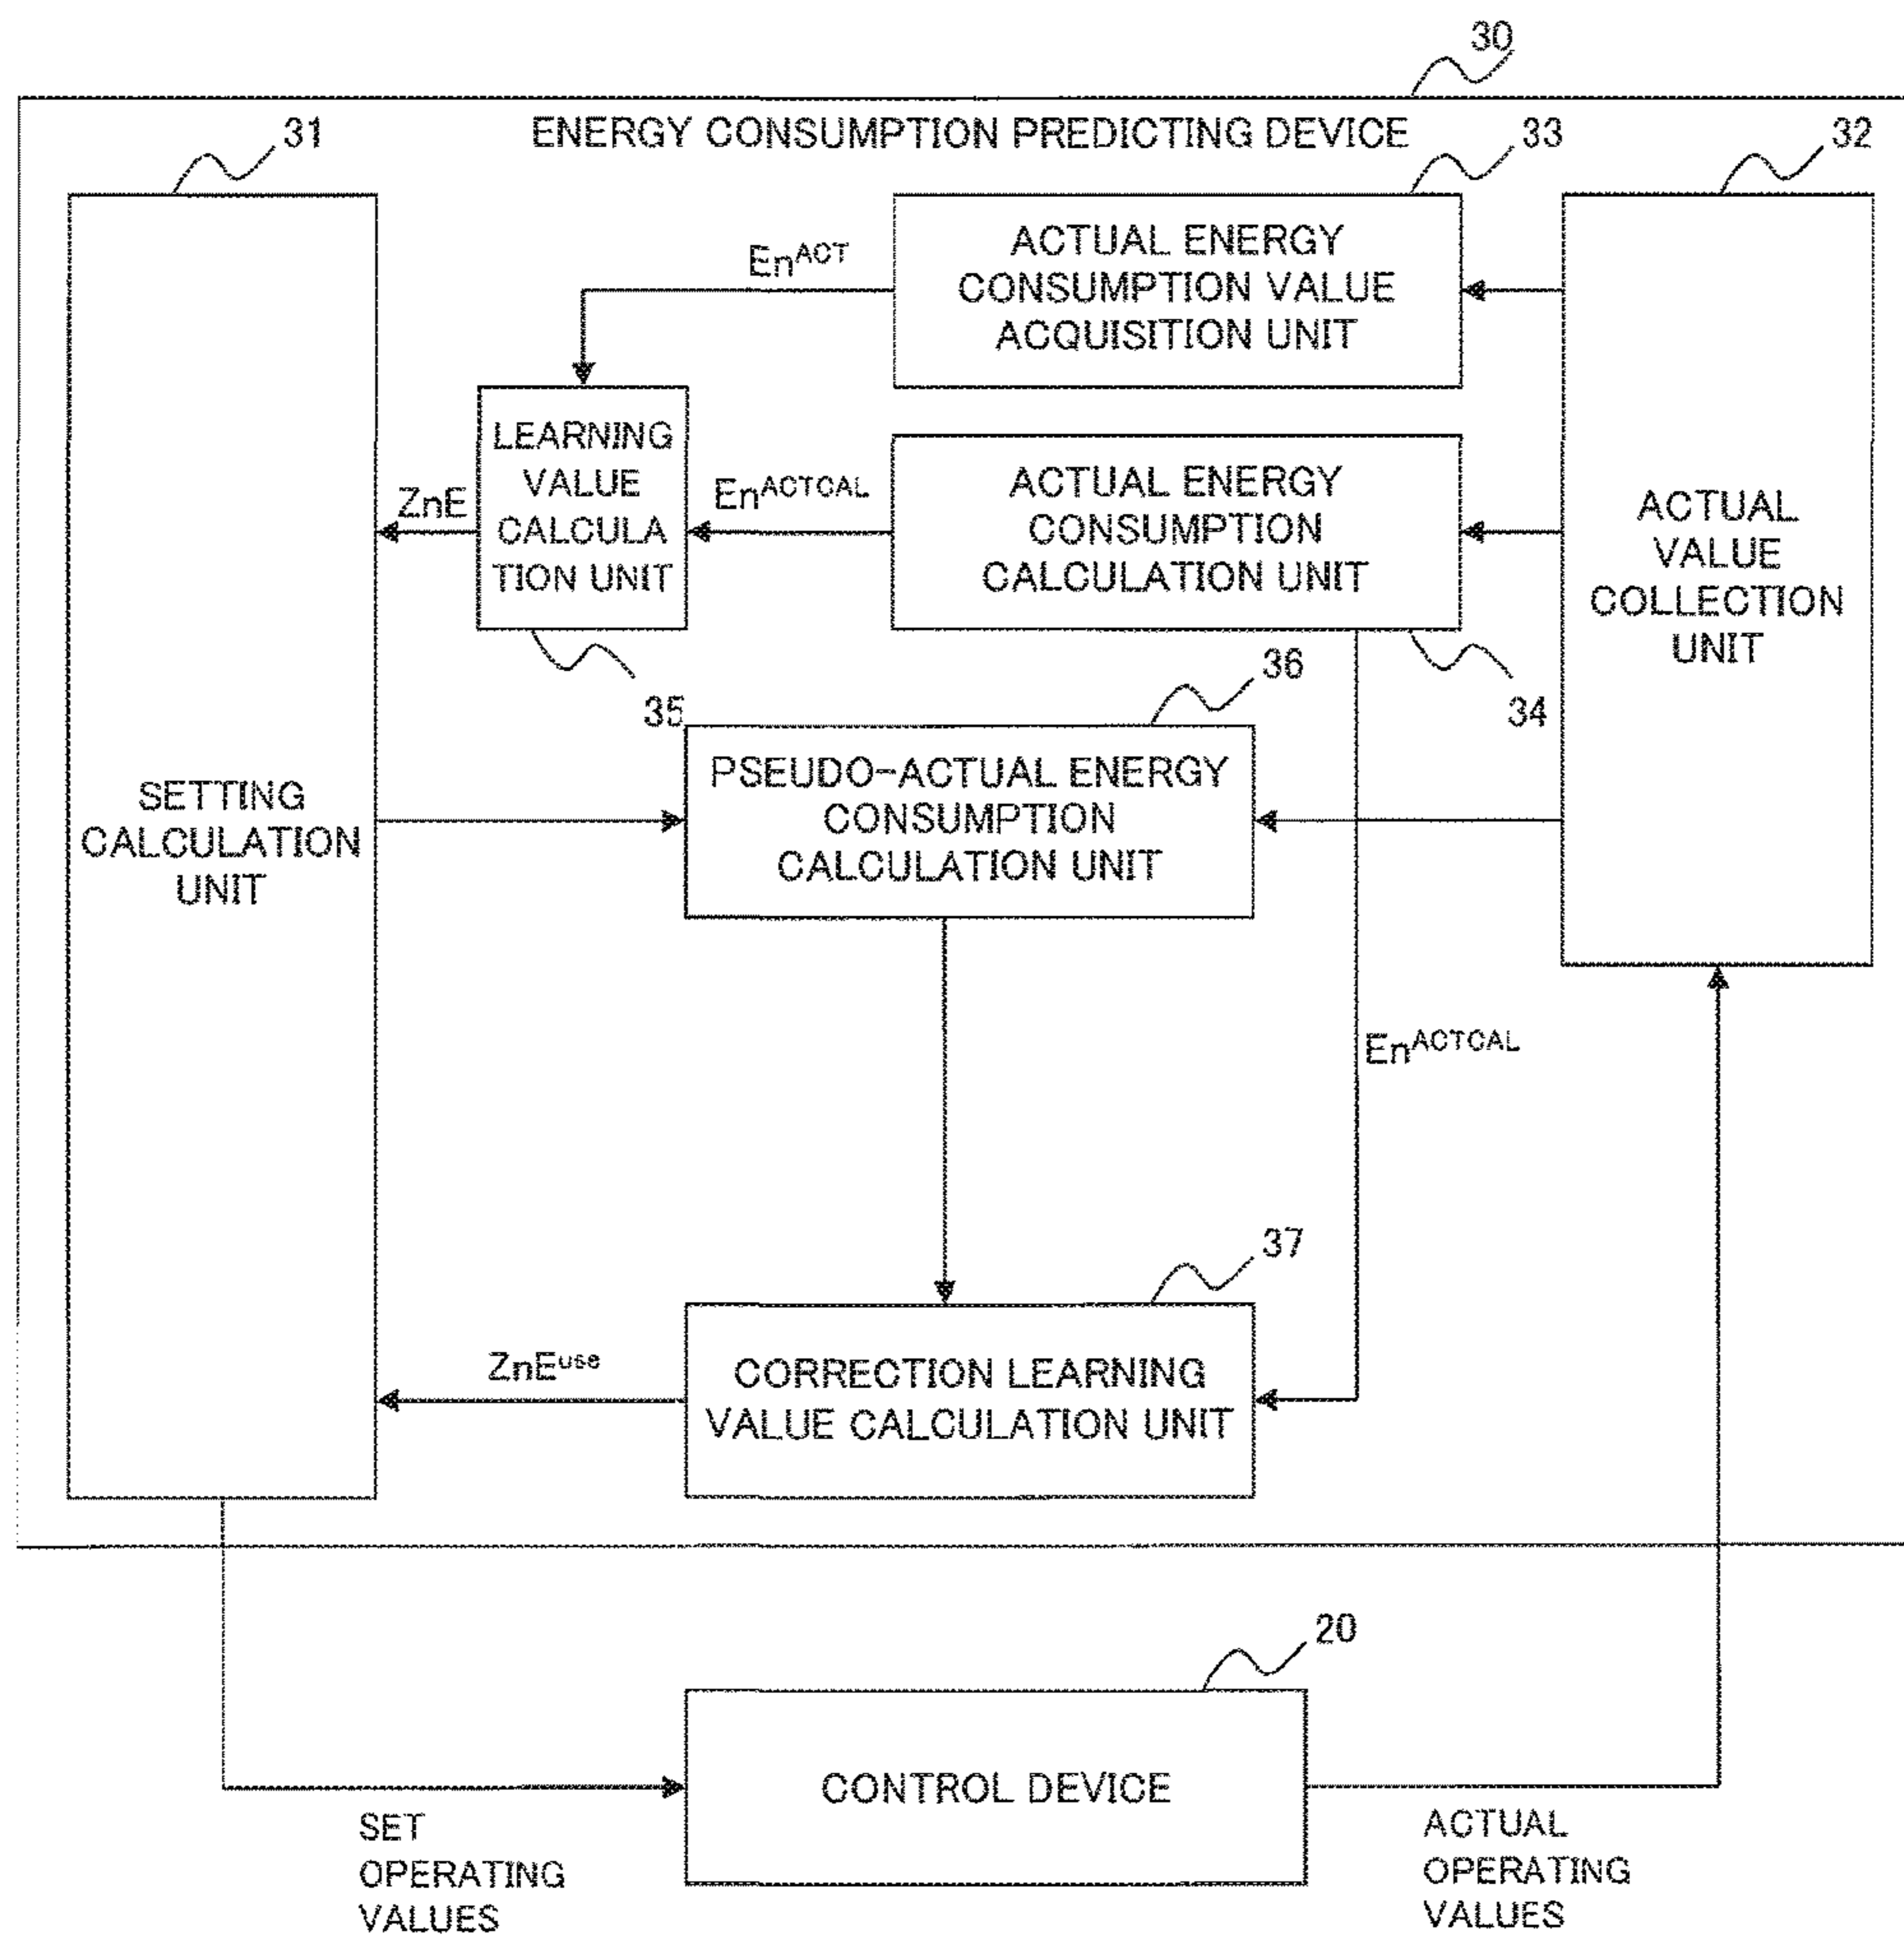 30
ENERGY CONSUMPTION PREDICTING DEVICE
31
33
32
ACTUAL ENERGY
CONSUMPTION VALUE
ACQUISITION UNIT
En^ACT
LEARNING
VALUE
CALCULA
TION UNIT
ZnE
En^ACTCAL
ACTUAL ENERGY
CONSUMPTION
CALCULATION UNIT
ACTUAL
VALUE
COLLECTION
UNIT
35
36
34
SETTING
CALCULATION
UNIT
PSEUDO-ACTUAL ENERGY
CONSUMPTION
CALCULATION UNIT
En^ACTCAL
37
ZnE^use
CORRECTION LEARNING
VALUE CALCULATION UNIT
20
CONTROL DEVICE
SET
OPERATING
VALUES
ACTUAL
OPERATING
VALUES